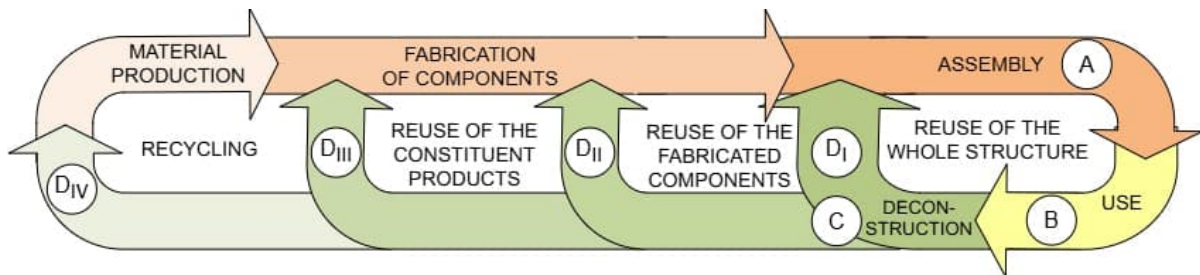 MATERIAL
PRODUCTION
FABRICATION
OF COMPONENTS
ASSEMBLY
A
D_IV
RECYCLING
D_III
REUSE OF THE
CONSTITUENT
PRODUCTS
D_II
REUSE OF THE
FABRICATED
COMPONENTS
D_I
REUSE OF THE
WHOLE STRUCTURE
C
DECON-
STRUCTION
B
USE